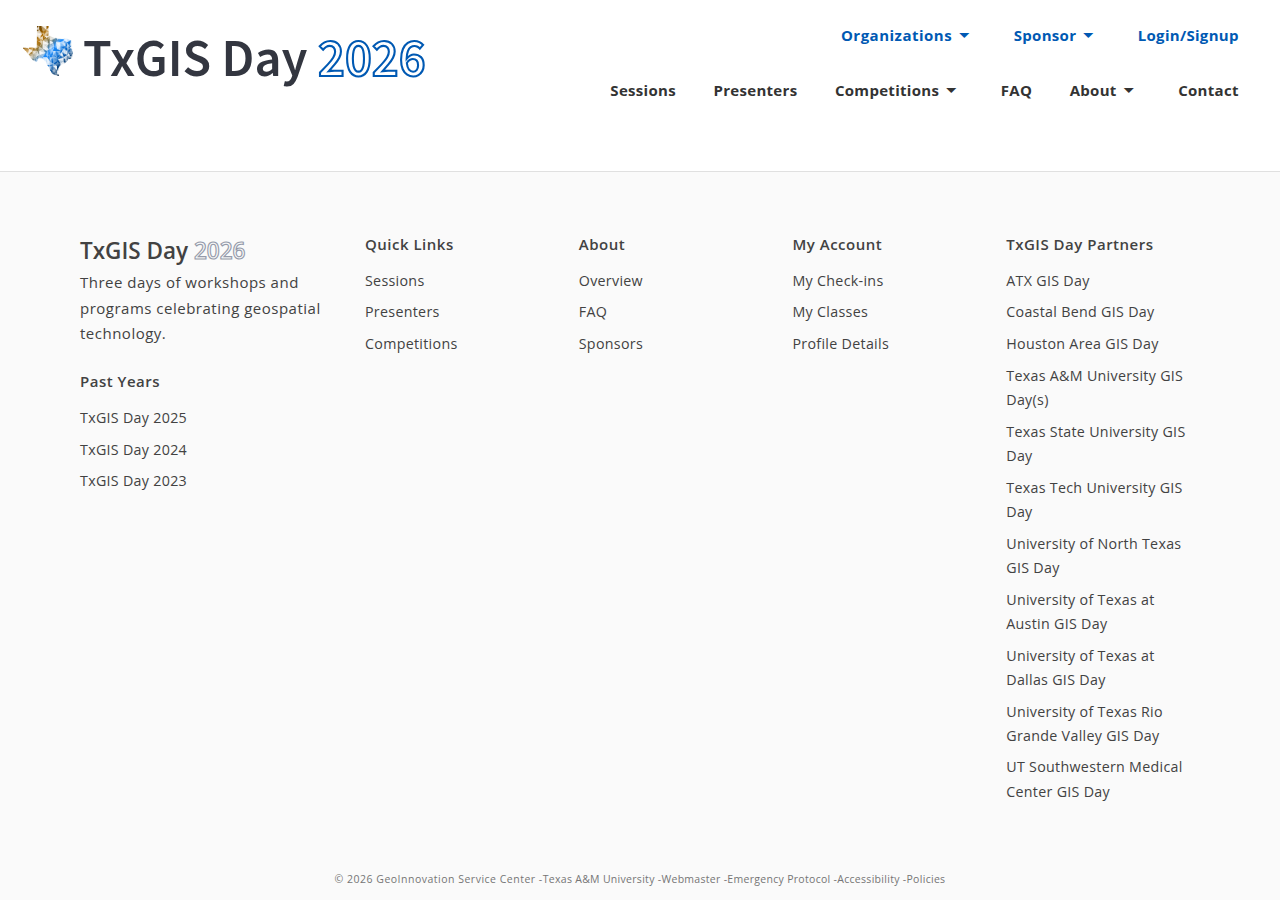 TxGIS Day 2026
Organizations
Sponsor
Login/Signup
Sessions
Presenters
Competitions
FAQ
About
Contact
TxGIS Day 2026
Three days of workshops and
programs celebrating geospatial
technology.
Past Years
TxGIS Day 2025
TxGIS Day 2024
TxGIS Day 2023
Quick Links
Sessions
Presenters
Competitions
About
Overview
FAQ
Sponsors
My Account
My Check-ins
My Classes
Profile Details
TxGIS Day Partners
ATX GIS Day
Coastal Bend GIS Day
Houston Area GIS Day
Texas A&M University GIS
Day(s)
Texas State University GIS
Day
Texas Tech University GIS
Day
University of North Texas
GIS Day
University of Texas at
Austin GIS Day
University of Texas at
Dallas GIS Day
University of Texas Rio
Grande Valley GIS Day
UT Southwestern Medical
Center GIS Day
© 2026 GeoInnovation Service Center -Texas A&M University -Webmaster -Emergency Protocol -Accessibility -Policies